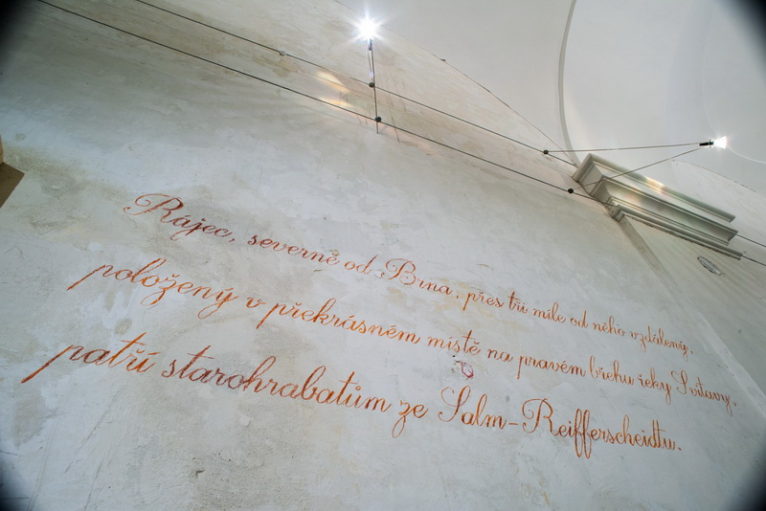 Rájec, severně od Brna, přes tři míle od něho vzdálený,
položený v překrásném místě na pravém břehu řeky Svitavy,
patří starohrabatům ze Salm-Reifferscheidtu.